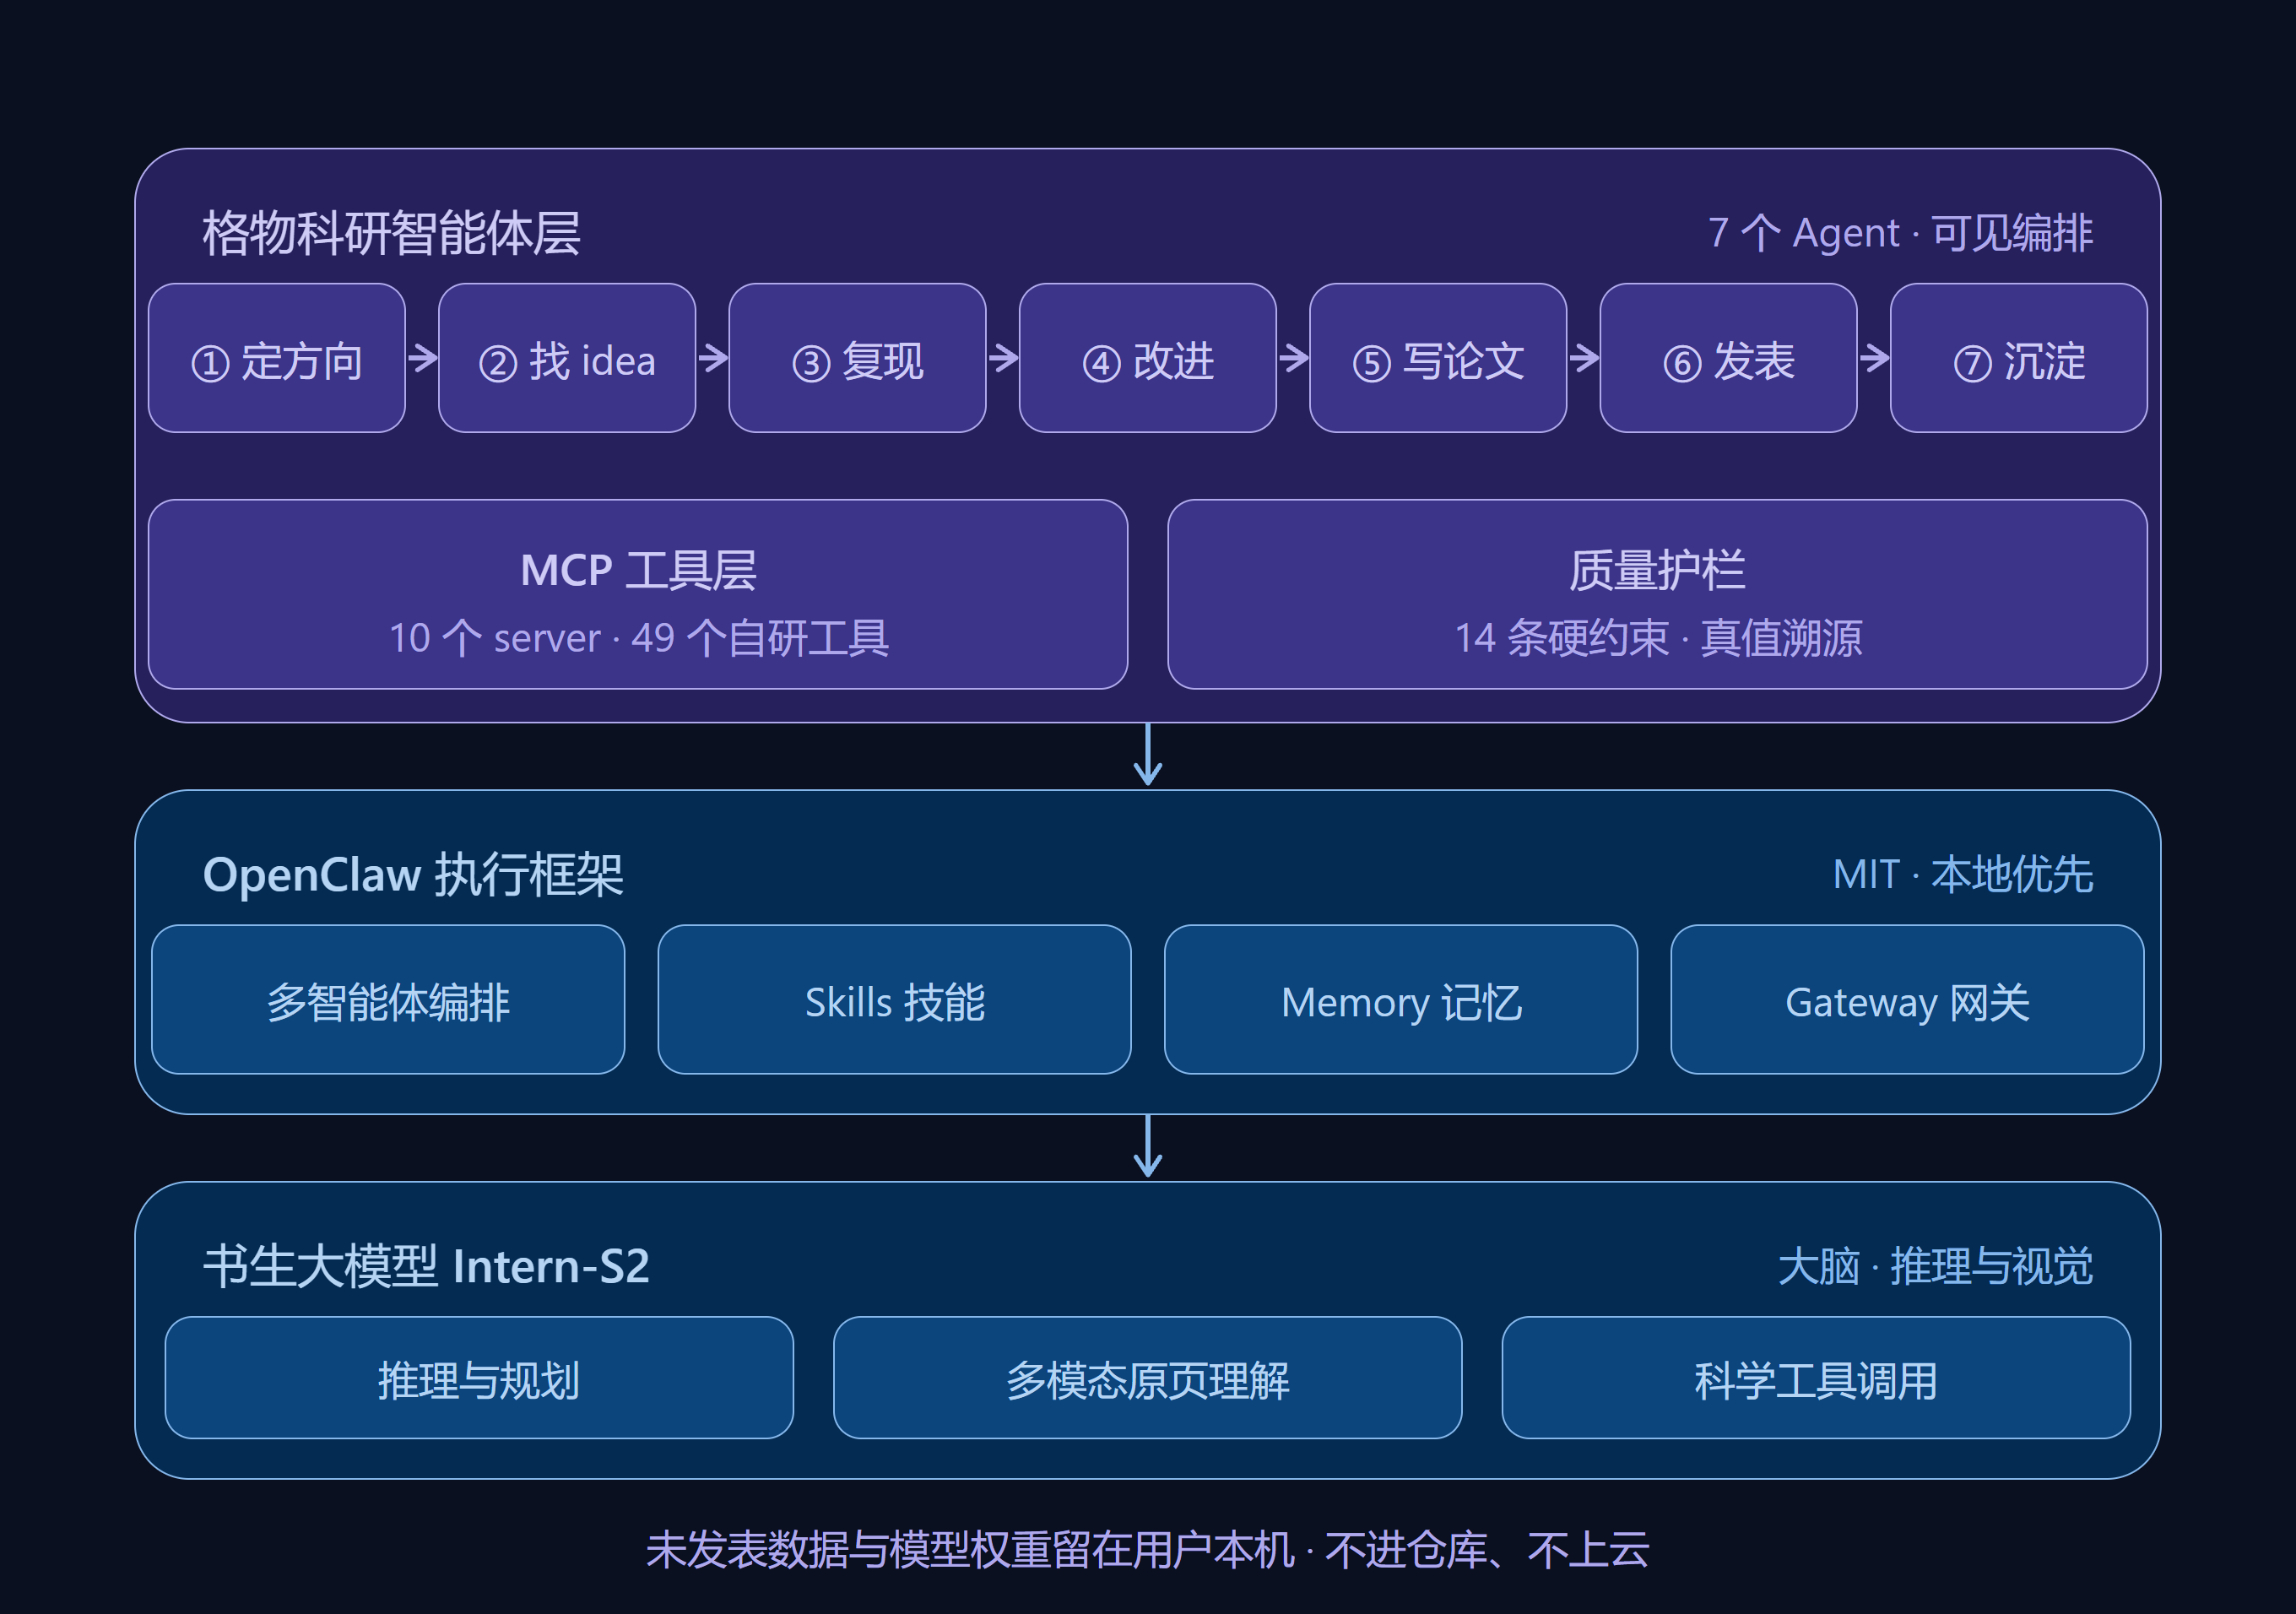 格物科研智能体层
7 个 Agent · 可见编排
① 定方向
② 找 idea
③ 复现
④ 改进
⑤ 写论文
⑥ 发表
⑦ 沉淀
MCP 工具层
10 个 server · 49 个自研工具
质量护栏
14 条硬约束 · 真值溯源
OpenClaw 执行框架
MIT · 本地优先
多智能体编排
Skills 技能
Memory 记忆
Gateway 网关
书生大模型 Intern-S2
大脑 · 推理与视觉
推理与规划
多模态原页理解
科学工具调用
未发表数据与模型权重留在用户本机 · 不进仓库、不上云